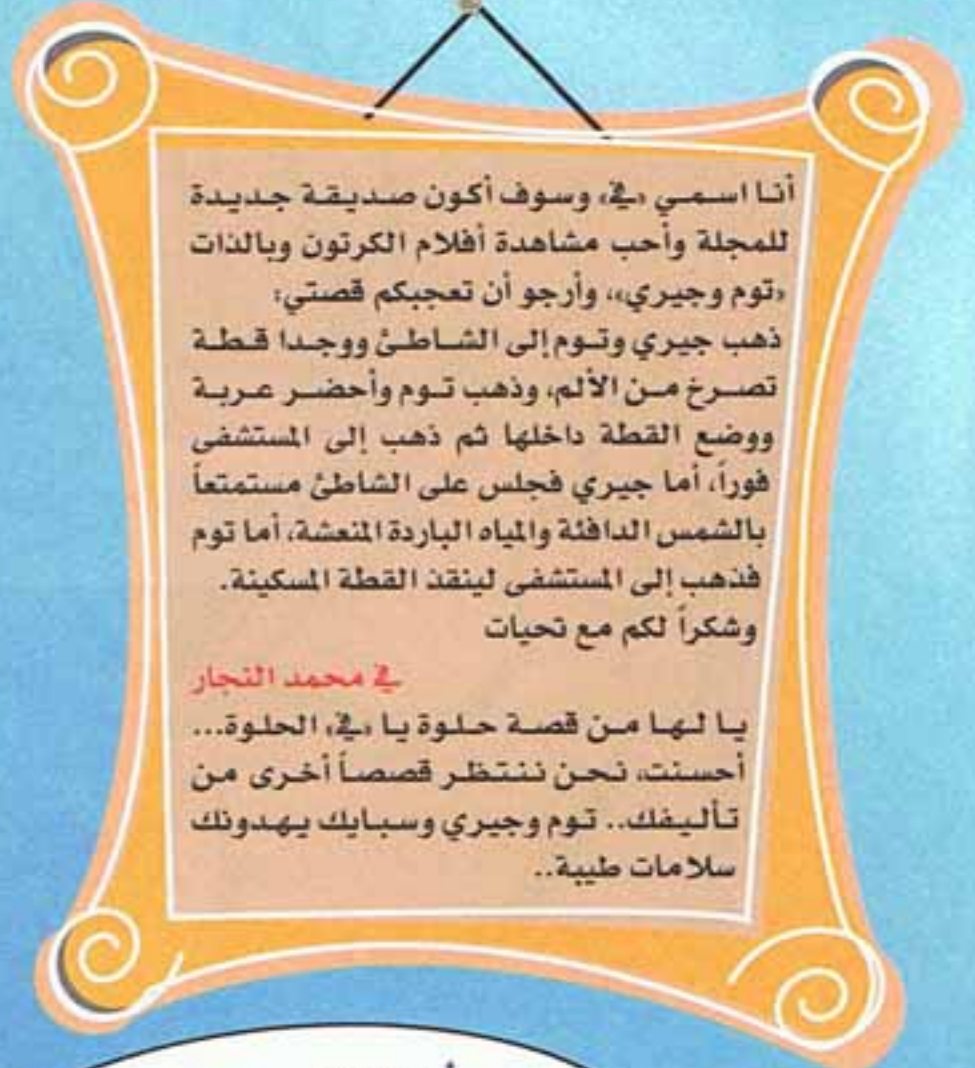 أنا اسمي «في» وسوف أكون صديقة جديدة
للمجلة وأحب مشاهدة أفلام الكرتون وبالذات
«توم وجيري»، وأرجو أن تعجبكم قصتي:
ذهب جيري وتوم إلى الشاطئ ووجدا قطة
تصرخ من الألم، وذهب توم وأحضر عربة
ووضع القطة داخلها ثم ذهب إلى المستشفى
فوراً، أما جيري فجلس على الشاطئ مستمتعاً
بالشمس الدافئة والمياه الباردة المنعشة، أما توم
فذهب إلى المستشفى لينقذ القطة المسكينة.
وشكراً لكم مع تحيات
في محمد النجار
يا لها من قصة حلوة يا «في» الحلوة...
أحسنت، نحن ننتظر قصصاً أخرى من
تأليفك.. توم وجيري وسبايك يهدونك
سلامات طيبة..